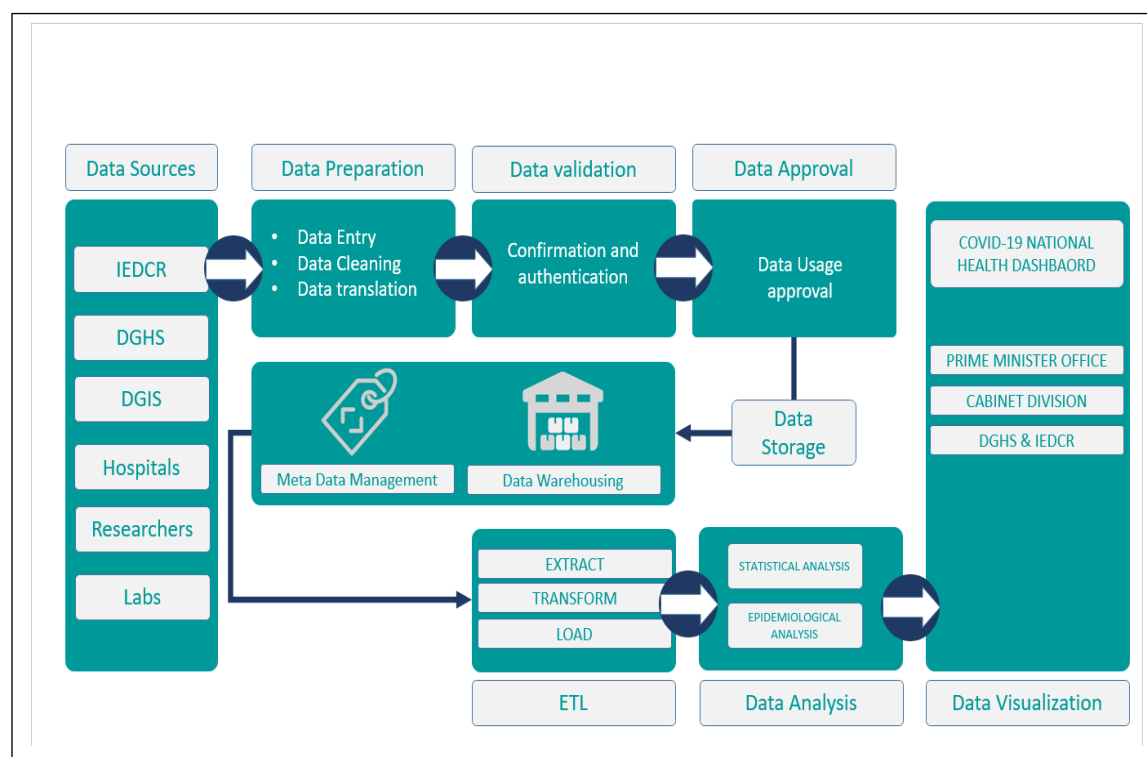 Data Sources
Data Preparation
Data validation
Data Approval
IEDCR
DGHS
DGIS
Hospitals
Researchers
Labs
• Data Entry
• Data Cleaning
• Data translation
Confirmation and
authentication
Data Usage
approval
COVID-19 NATIONAL
HEALTH DASHBAORD
PRIME MINISTER OFFICE
CABINET DIVISION
DGHS & IEDCR
Data
Storage
Meta Data Management
Data Warehousing
EXTRACT
TRANSFORM
LOAD
STATISTICAL ANALYSIS
EPIDEMIOLOGICAL
ANALYSIS
ETL
Data Analysis
Data Visualization